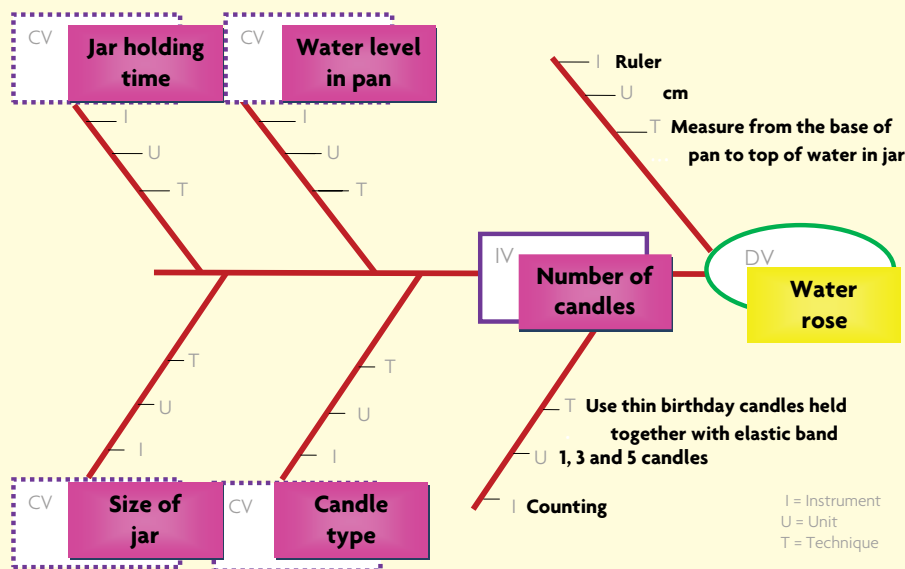 CV
Jar holding
time
CV
Water level
in pan
I
U
T
I
U
T
I Ruler
U cm
T Measure from the base of
pan to top of water in jar
IV
Number of
candles
DV
Water
rose
T
U
I
CV
Size of
jar
T
U
I
CV
Candle
type
T Use thin birthday candles held
together with elastic band
U 1, 3 and 5 candles
I Counting
I = Instrument
U = Unit
T = Technique